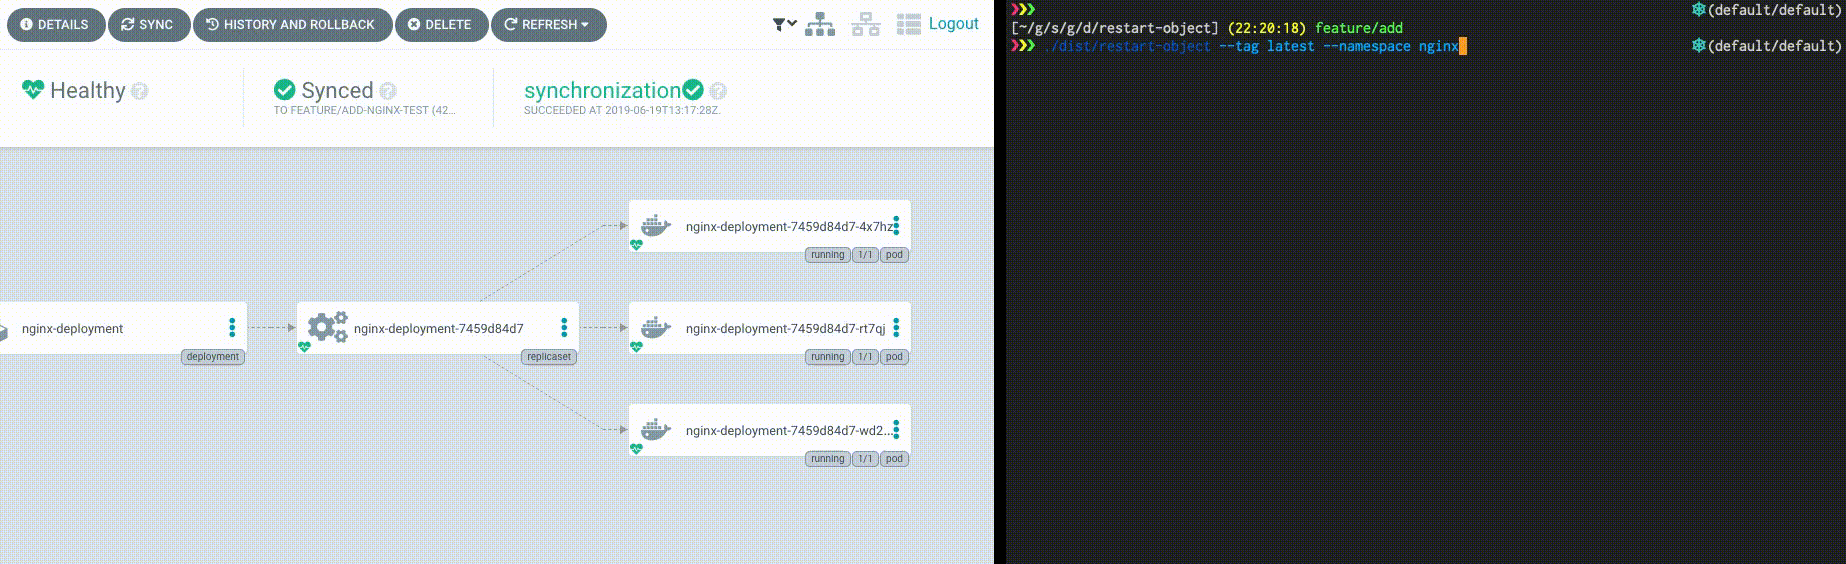 DETAILS SYNC HISTORY AND ROLLBACK DELETE REFRESH Logout
Healthy
Synced
TO FEATURE/ADD-NGINX-TEST (42...
synchronization
SUCCEEDED AT 2019-06-19T13:17:28Z.
nginx-deployment-7459d84d7-4x7hz
running 1/1 pod
nginx-deployment
deployment
nginx-deployment-7459d84d7
replicaset
nginx-deployment-7459d84d7-rt7qj
running 1/1 pod
nginx-deployment-7459d84d7-wd2...
running 1/1 pod
❯❯❯ (default/default)
[~/g/s/g/d/restart-object] (22:20:18) feature/add
❯❯❯ ./dist/restart-object --tag latest --namespace nginx (default/default)